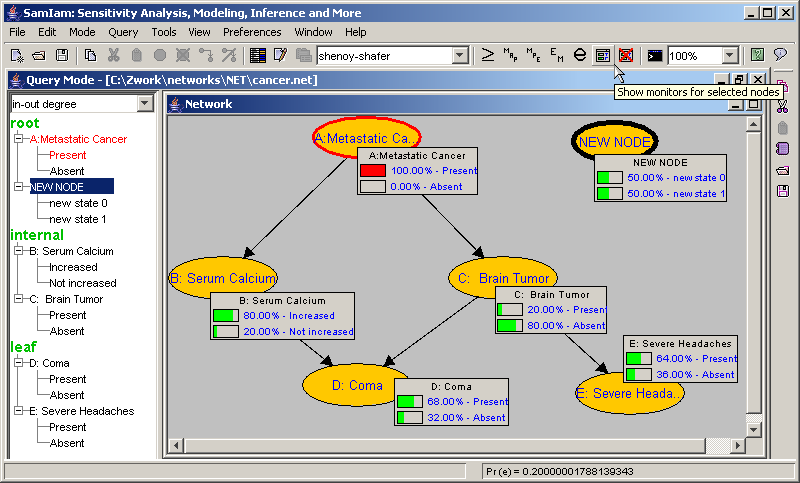 SamIam: Sensitivity Analysis, Modeling, Inference and More
File Edit Mode Query Tools View Preferences Window Help
shenoy-shafer
MAP
MPE
EM
100%
Query Mode - [C:\Zwork\networks\NET\cancer.net]
Show monitors for selected nodes
in-out degree
root
A:Metastatic Cancer
Present
Absent
NEW NODE
new state 0
new state 1
internal
B: Serum Calcium
Increased
Not increased
C: Brain Tumor
Present
Absent
leaf
D: Coma
Present
Absent
E: Severe Headaches
Present
Absent
Network
A:Metastatic Ca...
A:Metastatic Cancer
100.00% - Present
0.00% - Absent
NEW NODE
NEW NODE
50.00% - new state 0
50.00% - new state 1
B: Serum Calcium
B: Serum Calcium
80.00% - Increased
20.00% - Not increased
C: Brain Tumor
C: Brain Tumor
20.00% - Present
80.00% - Absent
D: Coma
D: Coma
68.00% - Present
32.00% - Absent
E: Severe Headaches
64.00% - Present
36.00% - Absent
E: Severe Heada...
Pr(e) = 0.20000001788139343